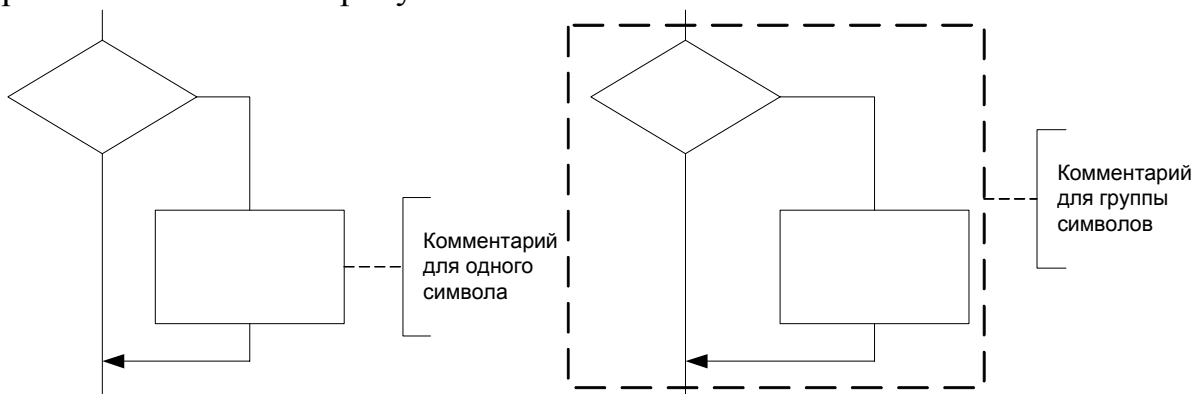 Комментарий
для одного
символа
Комментарий
для группы
символов